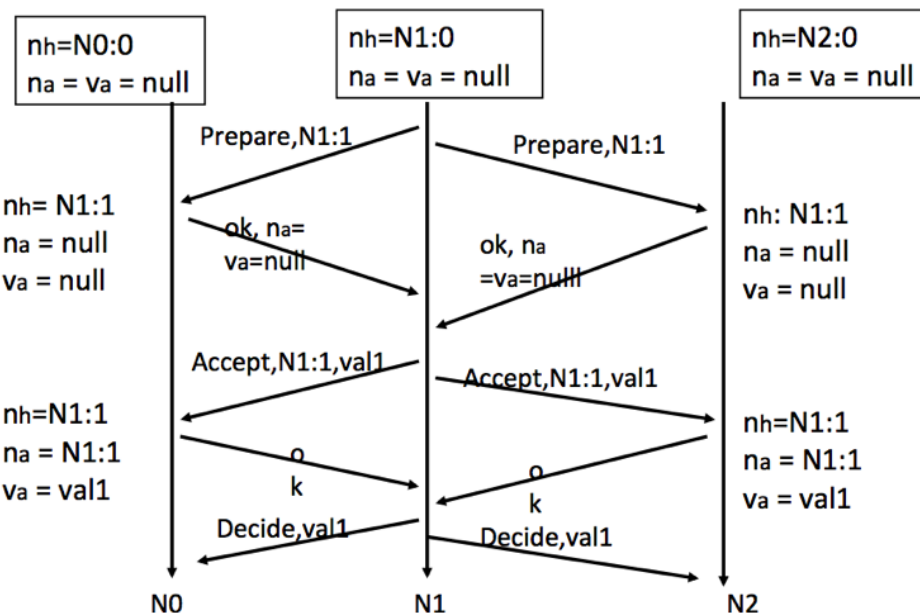 nh=N0:0
na = va = null
nh=N1:0
na = va = null
nh=N2:0
na = va = null
Prepare,N1:1
Prepare,N1:1
nh= N1:1
na = null
va = null
ok, na=
va=null
ok, na
=va=nulll
nh: N1:1
na = null
va = null
Accept,N1:1,val1
Accept,N1:1,val1
nh=N1:1
na = N1:1
va = val1
o
k
o
k
nh=N1:1
na = N1:1
va = val1
Decide,val1
Decide,val1
N0
N1
N2